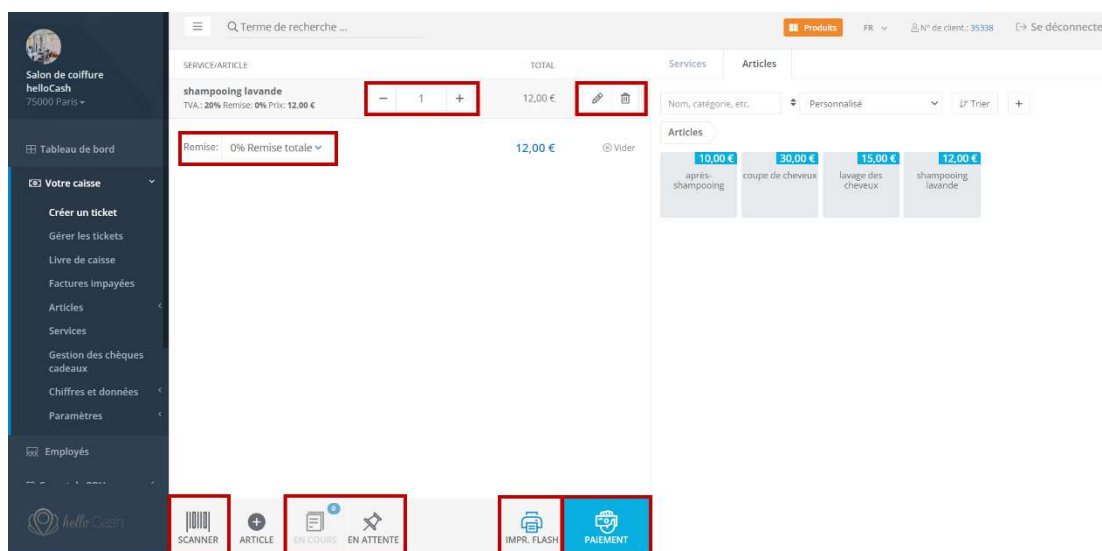 Terme de recherche ...
Produits
FR
N° de client.: 35338
Se déconnecte
Salon de coiffure
helloCash
75000 Paris
Tableau de bord
Votre caisse
Créer un ticket
Gérer les tickets
Livre de caisse
Factures impayées
Articles
Services
Gestion des chèques
cadeaux
Chiffres et données
Paramètres
Employés
hello Cash
SERVICE/ARTICLE TOTAL
shampooing lavande
TVA.: 20% Remise: 0% Prix: 12,00 €
− 1 + 12,00 €
Remise: 0% Remise totale 12,00 € Vider
SCANNER
ARTICLE
EN COURS
0
EN ATTENTE
IMPR. FLASH
PAIEMENT
Services Articles
Nom, catégorie, etc. Personnalisé Trier +
Articles
10,00 €
après-
shampooing
30,00 €
coupe de cheveux
15,00 €
lavage des
cheveux
12,00 €
shampooing
lavande